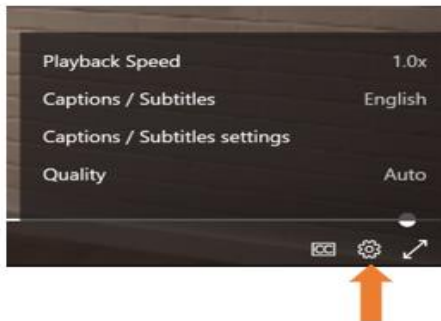 Playback Speed 1.0x
Captions / Subtitles English
Captions / Subtitles settings
Quality Auto
CC